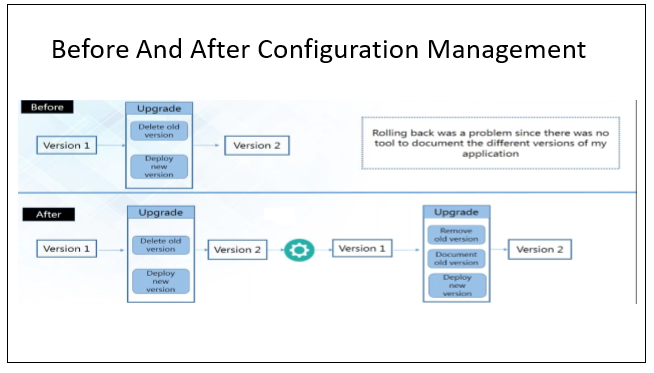 Before And After Configuration Management
Before
Upgrade
Delete old
version
Deploy
new
version
Version 1
Version 2
Rolling back was a problem since there was no
tool to document the different versions of my
application
After
Version 1
Upgrade
Delete old
version
Deploy
new
version
Version 2
Version 1
Upgrade
Remove
old version
Document
old version
Deploy
new
version
Version 2